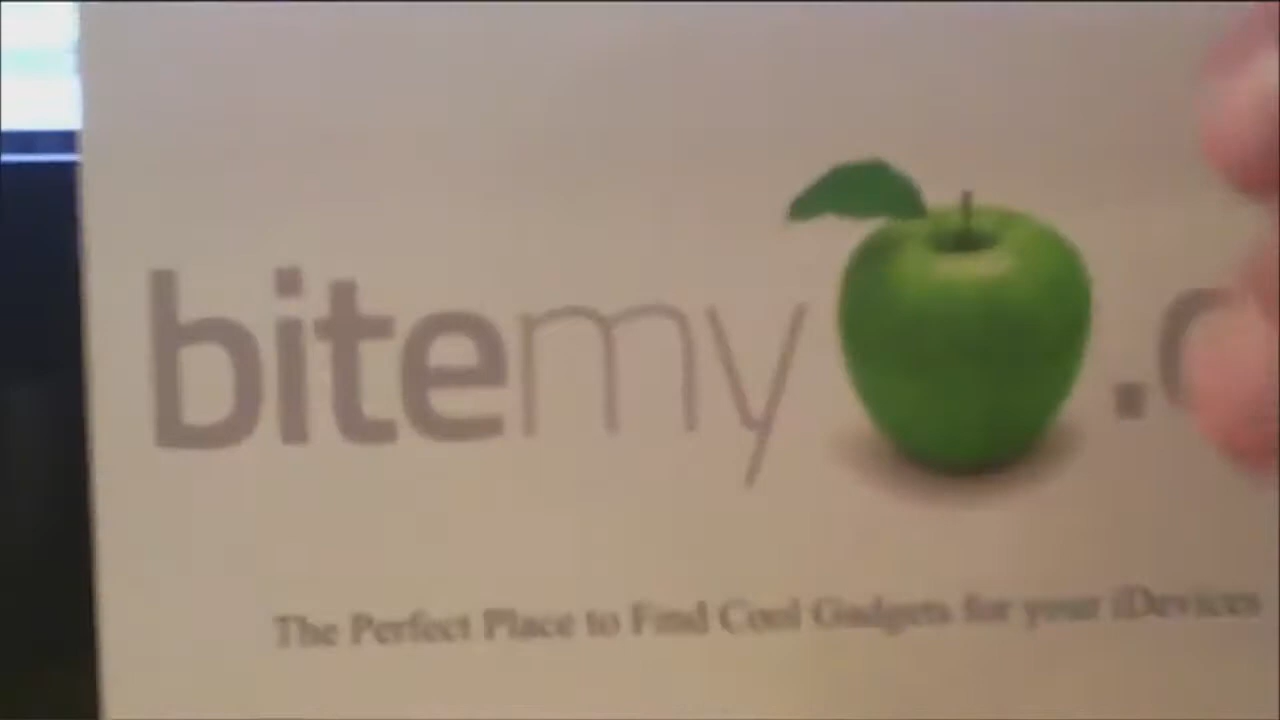 bitemy .c
The Perfect Place to Find Cool Gadgets for your iDevices